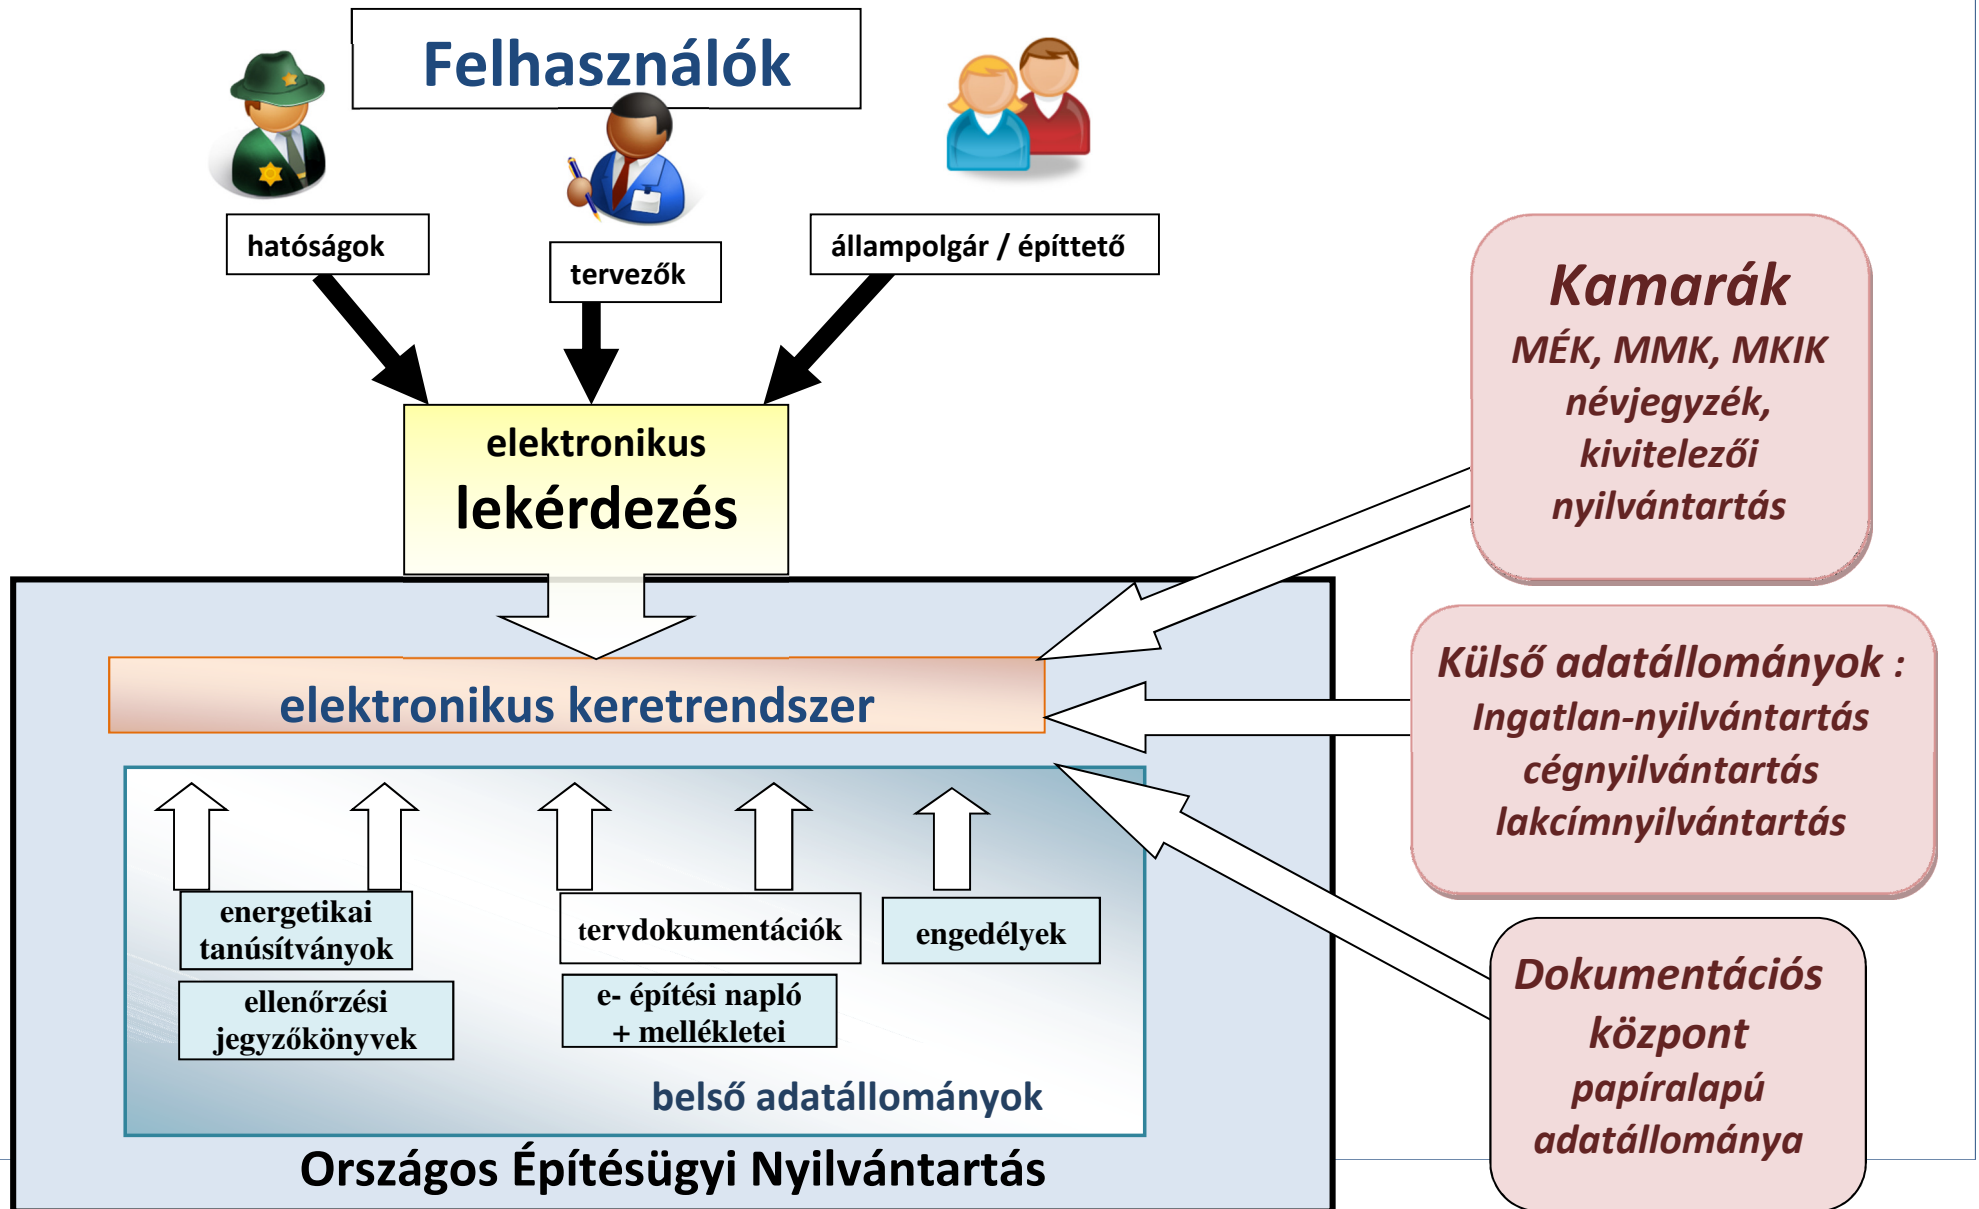 Felhasználók
hatóságok
tervezők
állampolgár / építtető
elektronikus
lekérdezés
Kamarák
MÉK, MMK, MKIK
névjegyzék,
kivitelezői
nyilvántartás
elektronikus keretrendszer
Külső adatállományok :
Ingatlan-nyilvántartás
cégnyilvántartás
lakcímnyilvántartás
energetikai
tanúsítványok
tervdokumentációk
engedélyek
ellenőrzési
jegyzőkönyvek
e- építési napló
+ mellékletei
belső adatállományok
Dokumentációs
központ
papíralapú
adatállománya
Országos Építésügyi Nyilvántartás